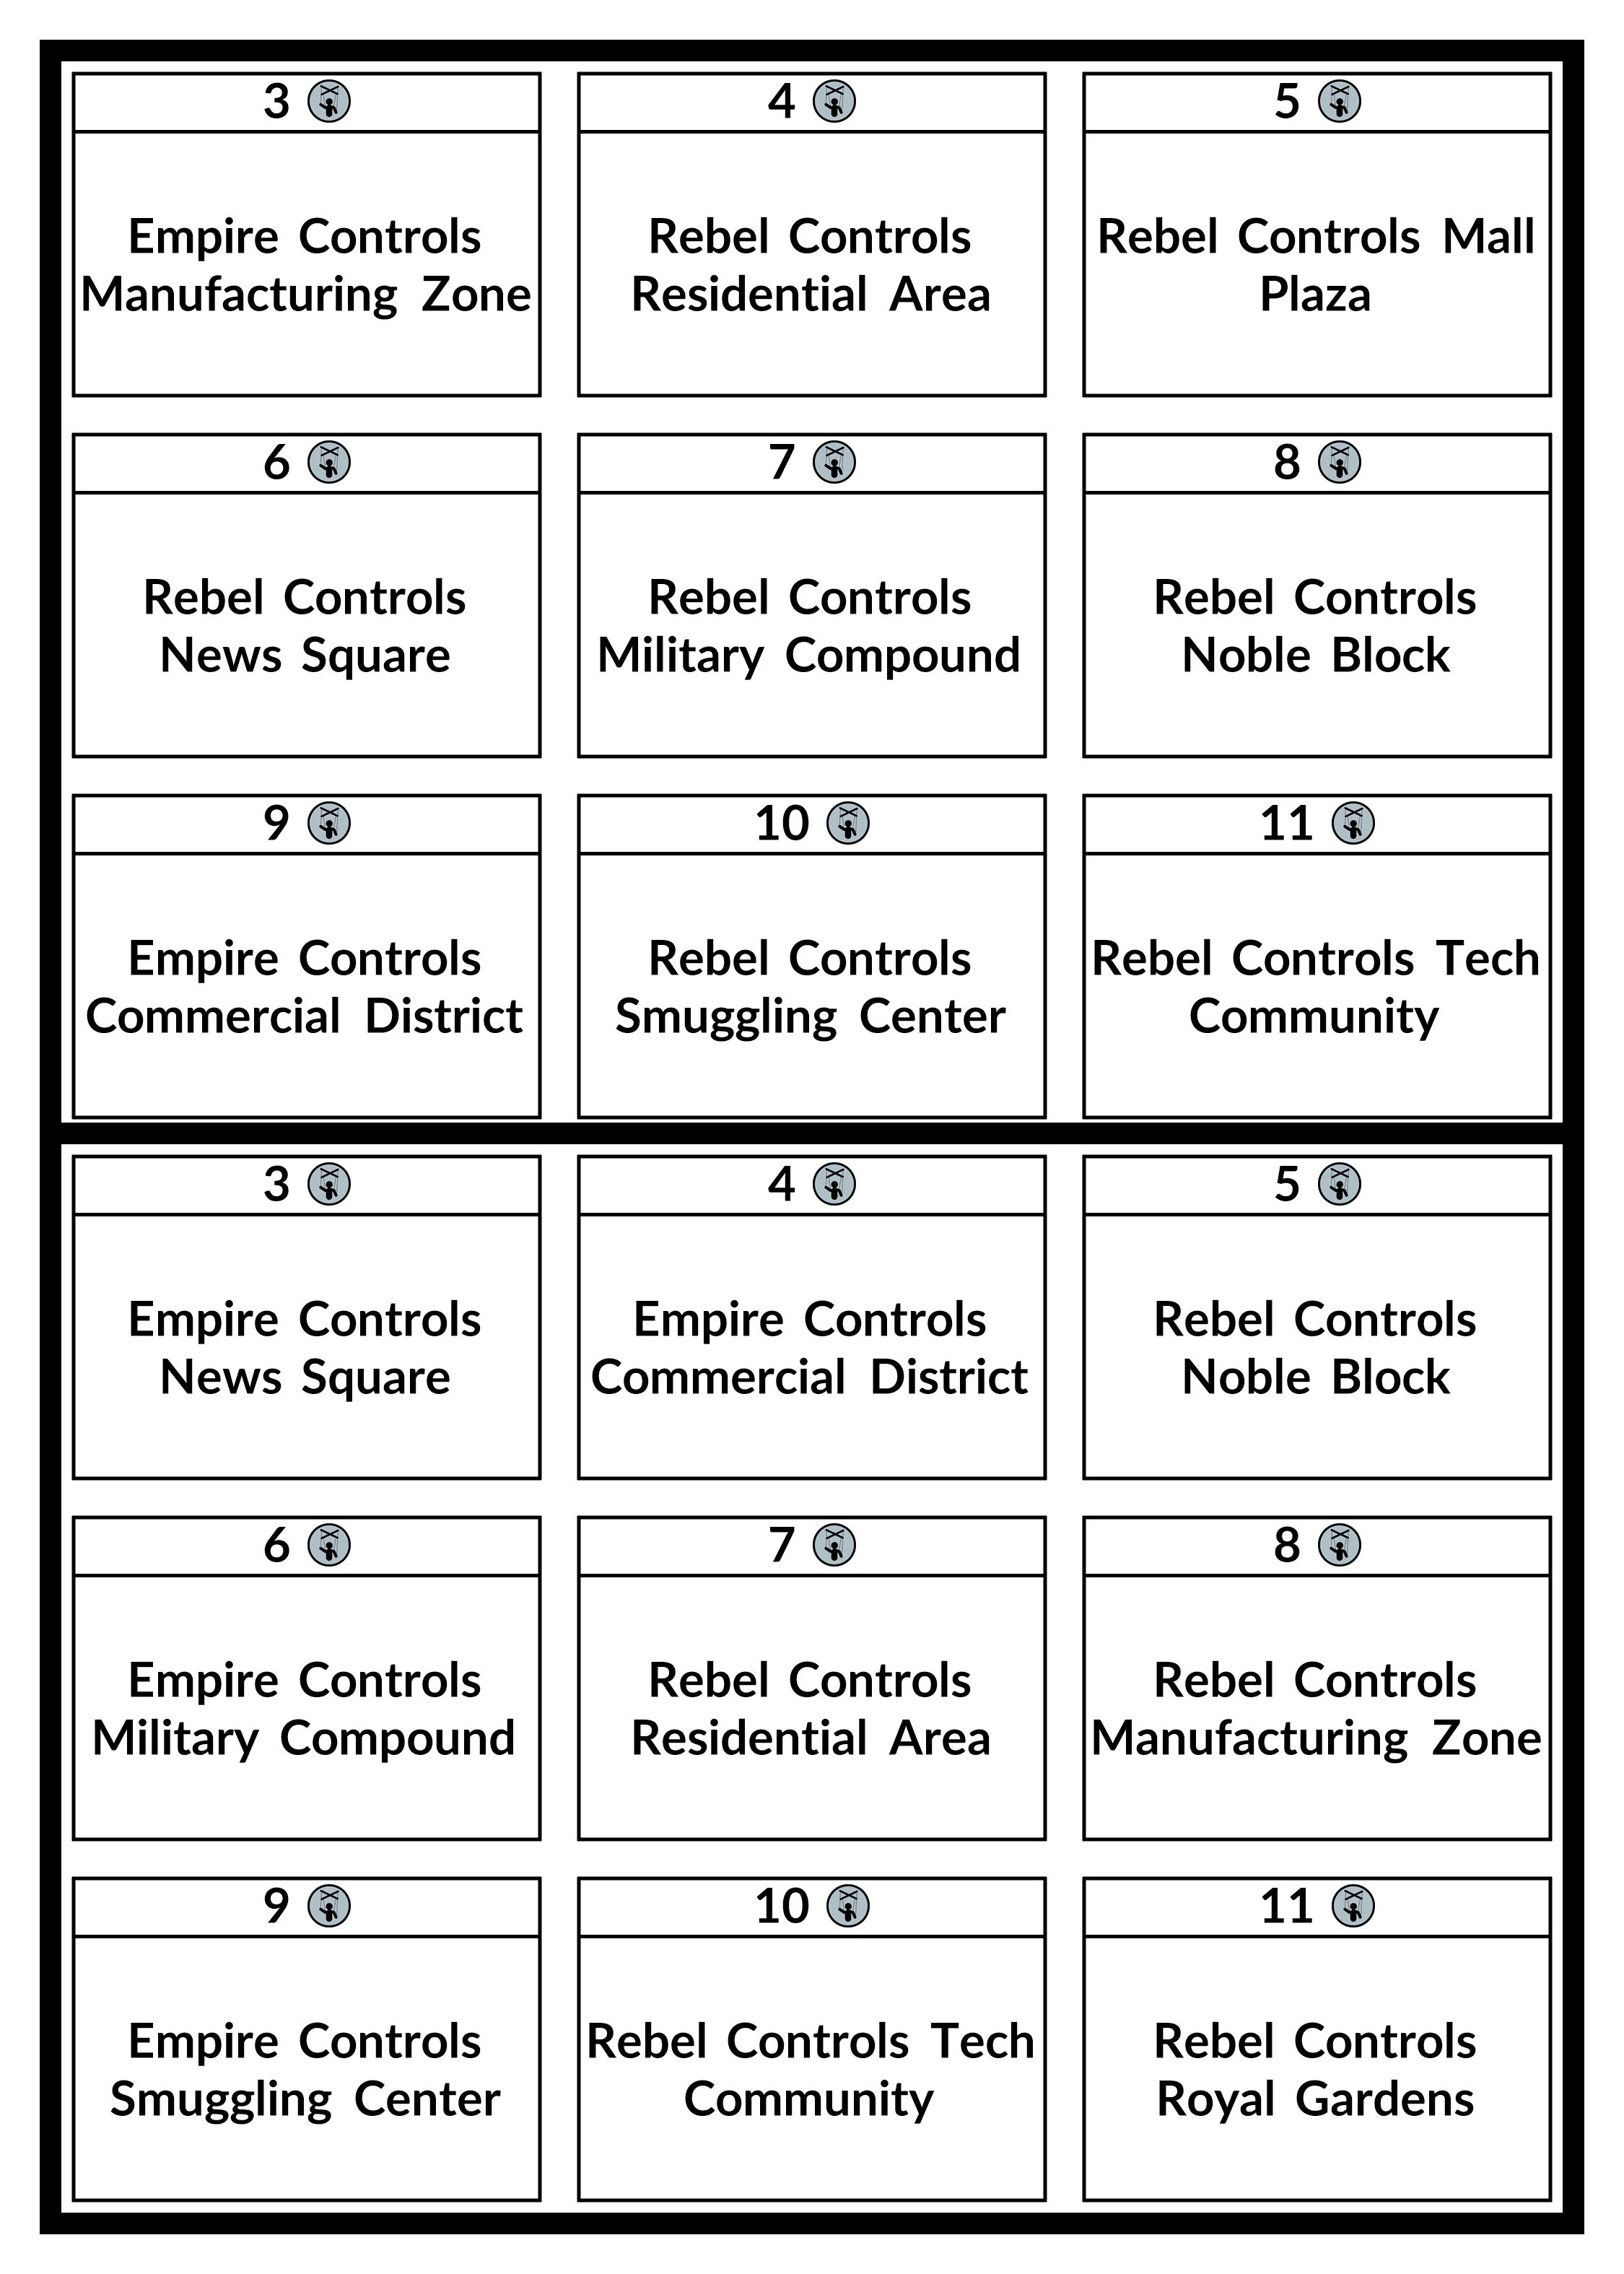 3
Empire Controls
Manufacturing Zone
4
Rebel Controls
Residential Area
5
Rebel Controls Mall
Plaza
6
Rebel Controls
News Square
7
Rebel Controls
Military Compound
8
Rebel Controls
Noble Block
9
Empire Controls
Commercial District
10
Rebel Controls
Smuggling Center
11
Rebel Controls Tech
Community
3
Empire Controls
News Square
4
Empire Controls
Commercial District
5
Rebel Controls
Noble Block
6
Empire Controls
Military Compound
7
Rebel Controls
Residential Area
8
Rebel Controls
Manufacturing Zone
9
Empire Controls
Smuggling Center
10
Rebel Controls Tech
Community
11
Rebel Controls
Royal Gardens